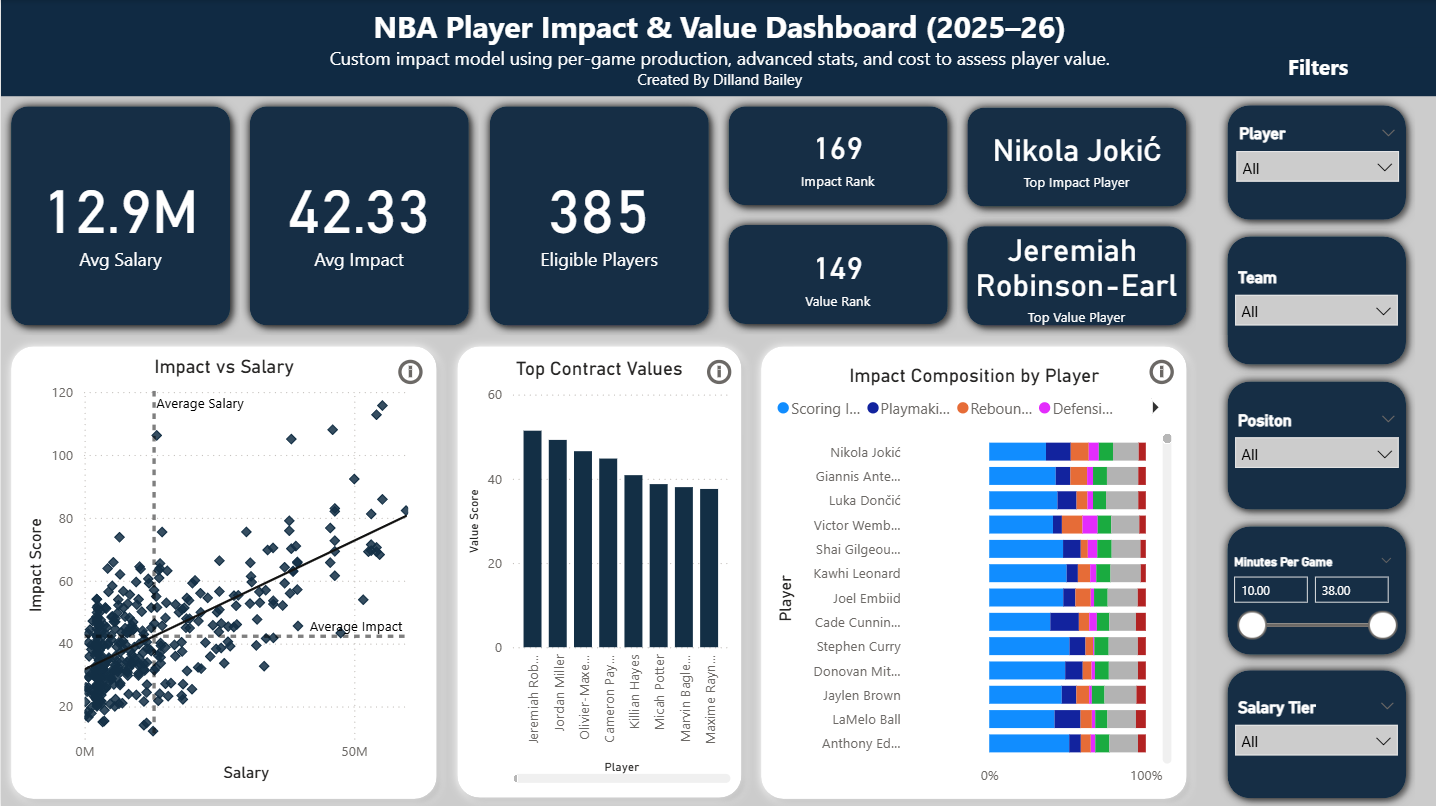 NBA Player Impact & Value Dashboard (2025–26)
Custom impact model using per-game production, advanced stats, and cost to assess player value.
Created By Dilland Bailey
Filters
12.9M
Avg Salary
42.33
Avg Impact
385
Eligible Players
169
Impact Rank
149
Value Rank
Nikola Jokić
Top Impact Player
Jeremiah
Robinson-Earl
Top Value Player
Player
All
Team
All
Positon
All
Minutes Per Game
10.00
38.00
Salary Tier
All
Impact vs Salary
Impact Score
120
100
80
60
40
20
Average Salary
Average Impact
0M
50M
Salary
Top Contract Values
Value Score
60
40
20
0
Jeremiah Rob...
Jordan Miller
Olivier-Maxe...
Cameron Pay...
Killian Hayes
Micah Potter
Marvin Bagle...
Maxime Rayn...
Player
Impact Composition by Player
Scoring I...
Playmaki...
Reboun...
Defensi...
Player
Nikola Jokić
Giannis Ante...
Luka Dončić
Victor Wemb...
Shai Gilgeou...
Kawhi Leonard
Joel Embiid
Cade Cunnin...
Stephen Curry
Donovan Mit...
Jaylen Brown
LaMelo Ball
Anthony Ed...
0%
100%